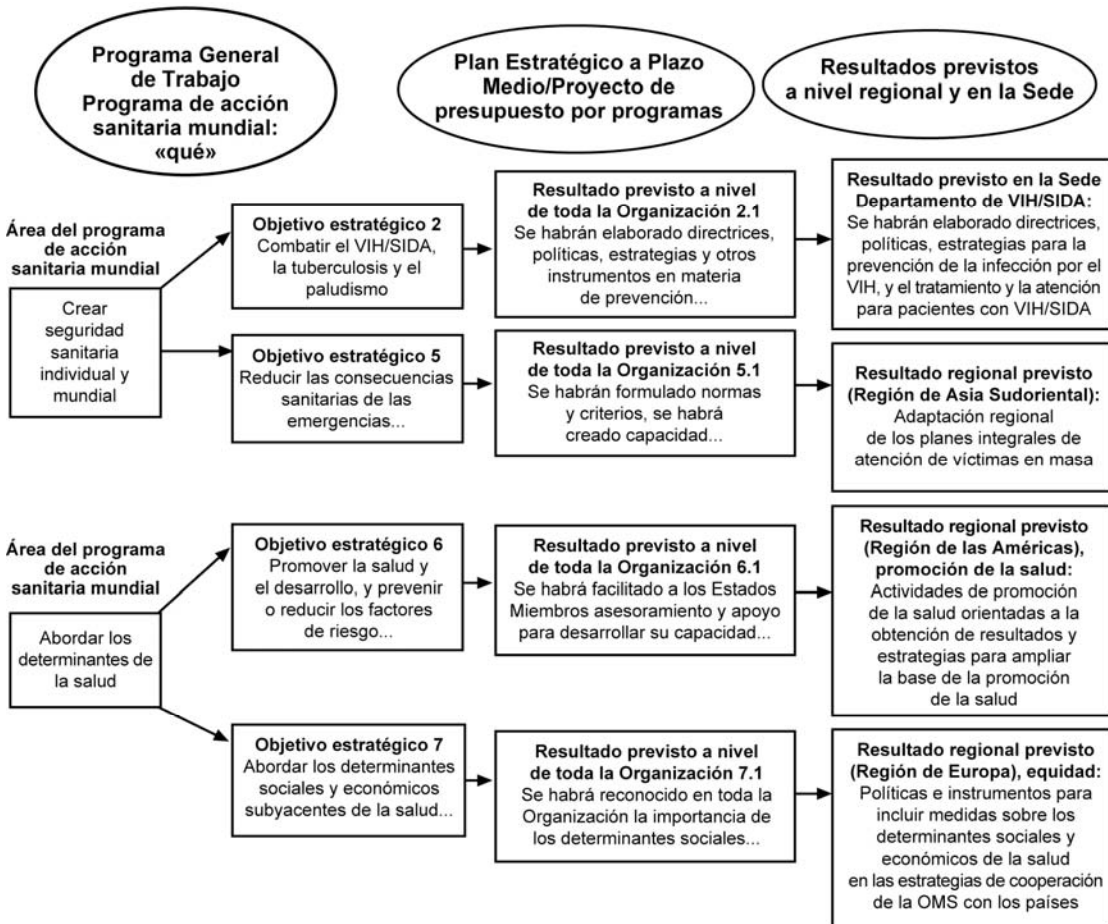 Programa General
de Trabajo
Programa de acción
sanitaria mundial:
«qué»
Plan Estratégico a Plazo
Medio/Proyecto de
presupuesto por programas
Resultados previstos
a nivel regional y en la Sede
Área del programa
de acción
sanitaria mundial
Crear
seguridad
sanitaria
individual y
mundial
Objetivo estratégico 2
Combatir el VIH/SIDA,
la tuberculosis y el
paludismo
Resultado previsto a nivel
de toda la Organización 2.1
Se habrán elaborado directrices,
políticas, estrategias y otros
instrumentos en materia
de prevención...
Resultado previsto en la Sede
Departamento de VIH/SIDA:
Se habrán elaborado directrices,
políticas, estrategias para la
prevención de la infección por el
VIH, y el tratamiento y la atención
para pacientes con VIH/SIDA
Objetivo estratégico 5
Reducir las consecuencias
sanitarias de las
emergencias...
Resultado previsto a nivel
de toda la Organización 5.1
Se habrán formulado normas
y criterios, se habrá
creado capacidad...
Resultado regional previsto
(Región de Asia Sudoriental):
Adaptación regional
de los planes integrales de
atención de víctimas en masa
Área del programa
de acción
sanitaria mundial
Abordar los
determinantes de
la salud
Objetivo estratégico 6
Promover la salud y
el desarrollo, y prevenir
o reducir los factores
de riesgo...
Resultado previsto a nivel
de toda la Organización 6.1
Se habrá facilitado a los Estados
Miembros asesoramiento y apoyo
para desarrollar su capacidad...
Resultado regional previsto
(Región de las Américas),
promoción de la salud:
Actividades de promoción
de la salud orientadas a la
obtención de resultados y
estrategias para ampliar
la base de la promoción
de la salud
Objetivo estratégico 7
Abordar los determinantes
sociales y económicos
subyacentes de la salud...
Resultado previsto a nivel
de toda la Organización 7.1
Se habrá reconocido en toda la
Organización la importancia de
los determinantes sociales...
Resultado regional previsto
(Región de Europa), equidad:
Políticas e instrumentos para
incluir medidas sobre los
determinantes sociales y
económicos de la salud
en las estrategias de cooperación
de la OMS con los países